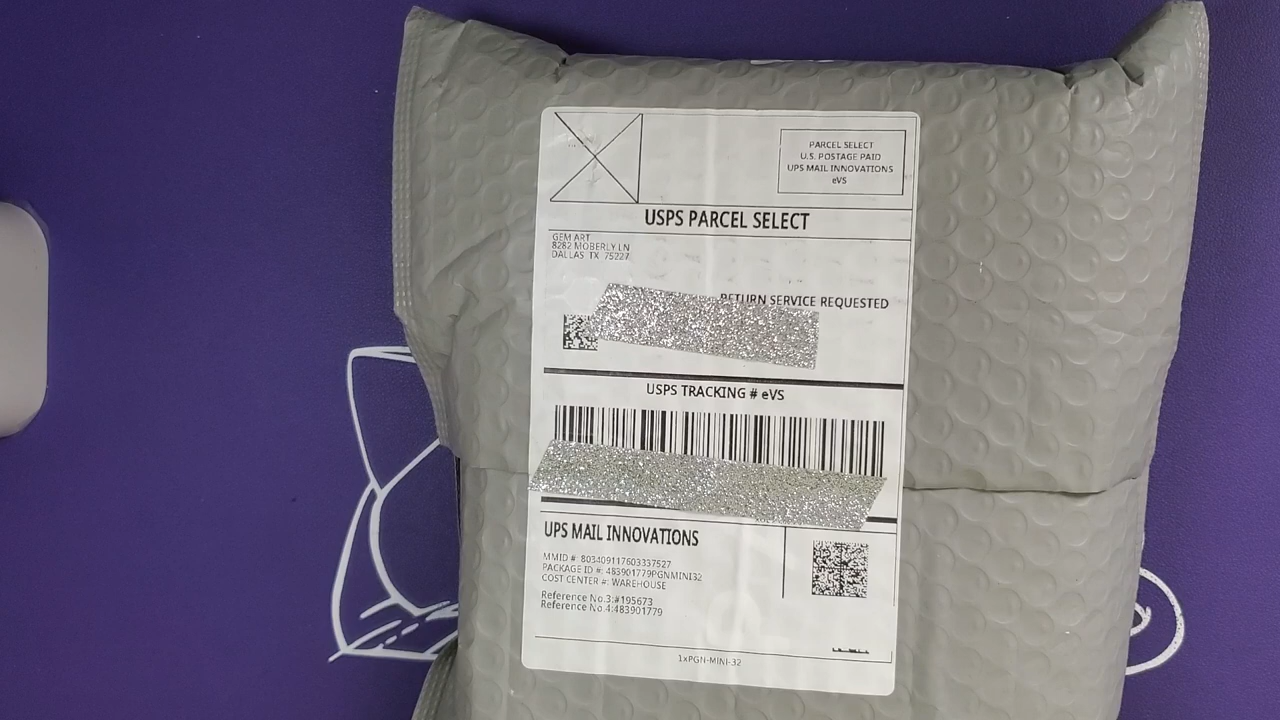 PARCEL SELECT
U.S. POSTAGE PAID
UPS MAIL INNOVATIONS
eVS
USPS PARCEL SELECT
GEM ART
8282 MOBERLY LN
DALLAS TX 75227
RETURN SERVICE REQUESTED
USPS TRACKING # eVS
UPS MAIL INNOVATIONS
MMID #: 803409117603337527
PACKAGE ID #: 483901779PGNMINI32
COST CENTER #: WAREHOUSE
Reference No.3:#195673
Reference No.4:483901779
1xPGN-MINI-32